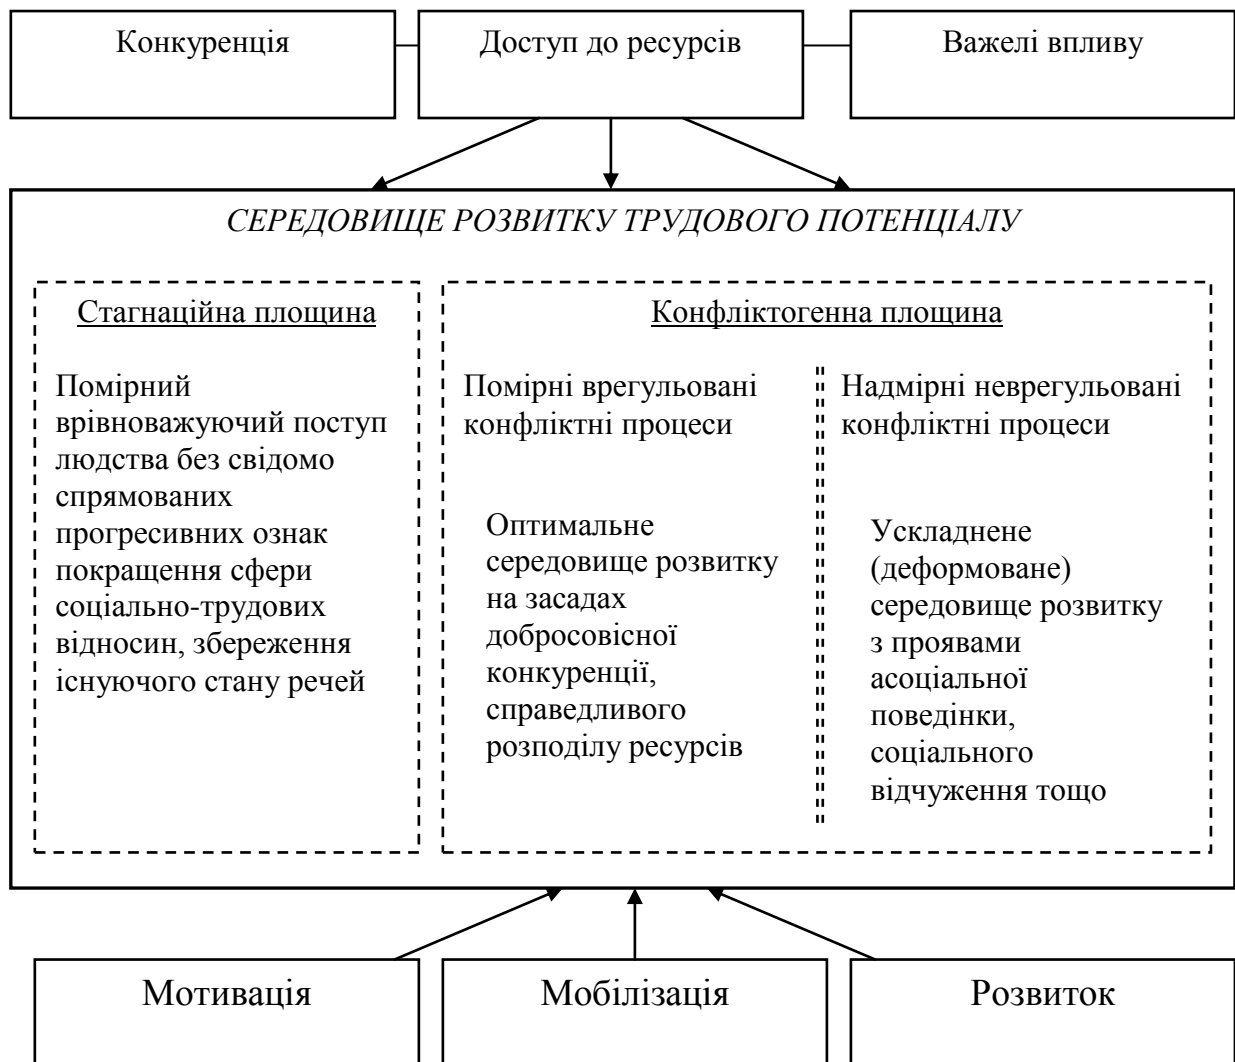 Конкуренція
Доступ до ресурсів
Важелі впливу
СЕРЕДОВИЩЕ РОЗВИТКУ ТРУДОВОГО ПОТЕНЦІАЛУ
Стагнаційна площина
Помірний
врівноважуючий поступ
людства без свідомо
спрямованих
прогресивних ознак
покращення сфери
соціально-трудових
відносин, збереження
існуючого стану речей
Конфліктогенна площина
Помірні врегульовані
конфліктні процеси
Оптимальне
середовище розвитку
на засадах
добросовісної
конкуренції,
справедливого
розподілу ресурсів
Надмірні неврегульовані
конфліктні процеси
Ускладнене
(деформоване)
середовище розвитку
з проявами
асоціальної
поведінки,
соціального
відчуження тощо
Мотивація
Мобілізація
Розвиток